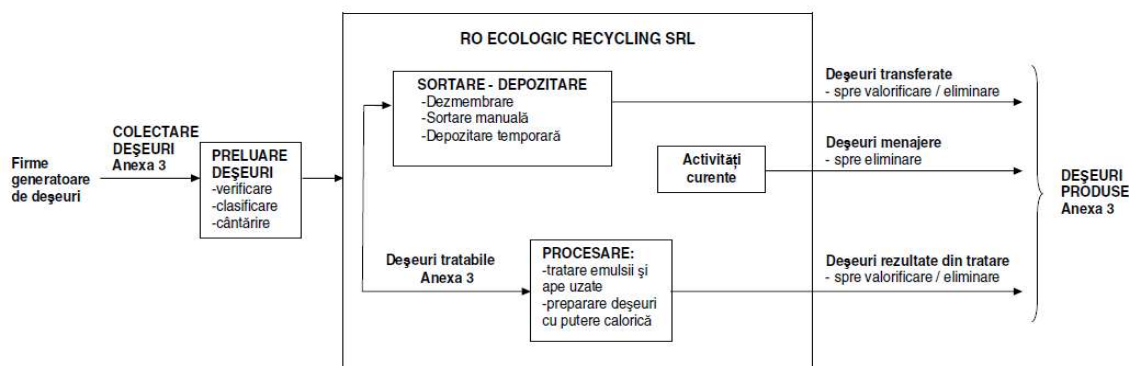 RO ECOLOGIC RECYCLING SRL
Firme
generatoare
de deşeuri
COLECTARE
DEŞEURI
Anexa 3
PRELUARE
DEŞEURI
-verificare
-clasificare
-cântărire
SORTARE - DEPOZITARE
-Dezmembrare
-Sortare manuală
-Depozitare temporară
Activităţi
curente
Deşeuri tratabile
Anexa 3
PROCESARE:
-tratare emulsii şi
ape uzate
-preparare deşeuri
cu putere calorică
Deşeuri transferate
- spre valorificare / eliminare
Deşeuri menajere
- spre eliminare
Deşeuri rezultate din tratare
- spre valorificare / eliminare
DEŞEURI
PRODUSE
Anexa 3